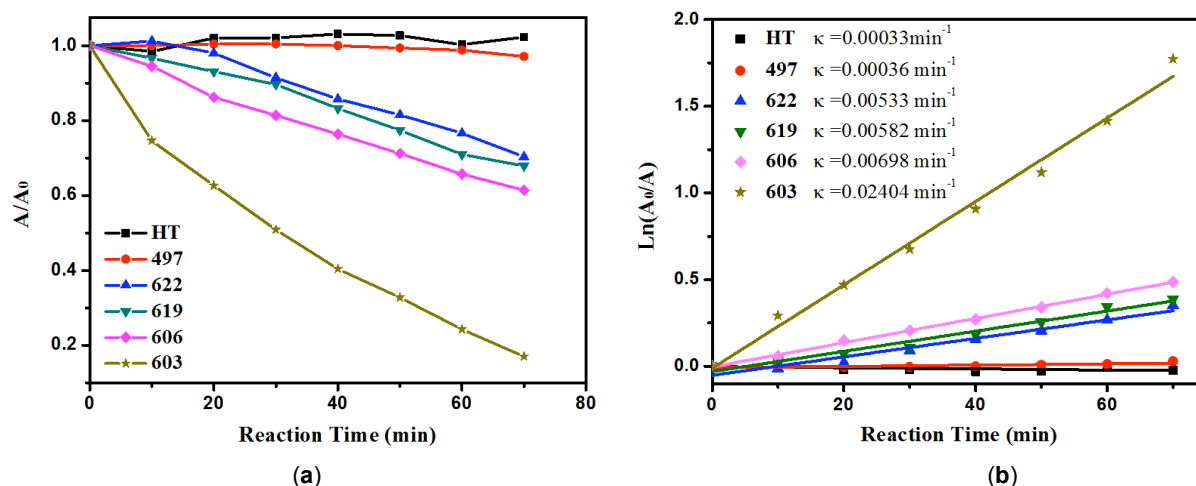 1.0
0.8
0.6
0.4
0.2
A/A0
HT
497
622
619
606
603
0 20 40 60 80
Reaction Time (min)
(a)
2.0
1.5
1.0
0.5
0.0
Ln(A0/A)
HT κ =0.00033min-1
497 κ =0.00036 min-1
622 κ =0.00533 min-1
619 κ =0.00582 min-1
606 κ =0.00698 min-1
603 κ =0.02404 min-1
0 20 40 60
Reaction Time (min)
(b)